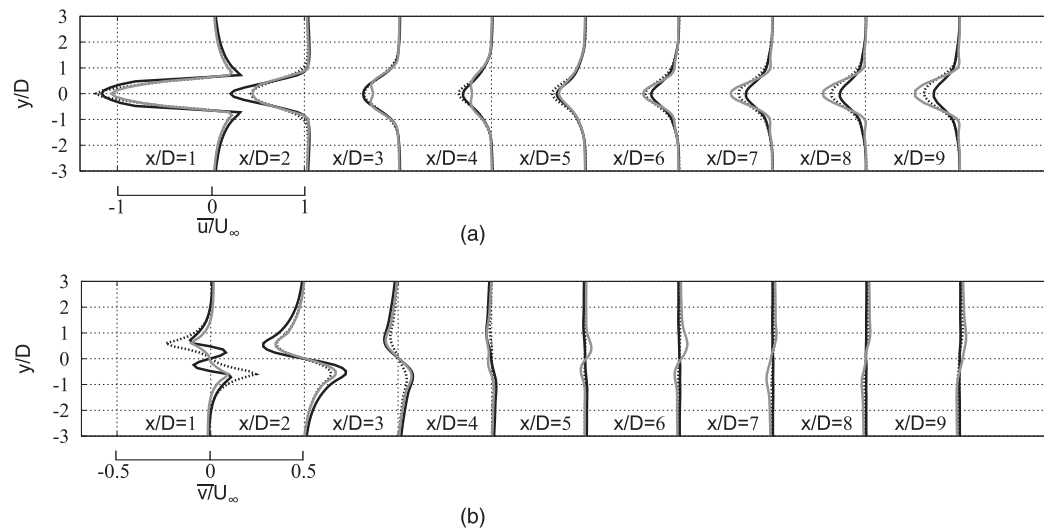 3
2
1
0
-1
-2
-3
y/D
x/D=1 x/D=2 x/D=3 x/D=4 x/D=5 x/D=6 x/D=7 x/D=8 x/D=9
-1 0 1
u̅/U∞
(a)
3
2
1
0
-1
-2
-3
y/D
x/D=1 x/D=2 x/D=3 x/D=4 x/D=5 x/D=6 x/D=7 x/D=8 x/D=9
-0.5 0 0.5
v̅/U∞
(b)